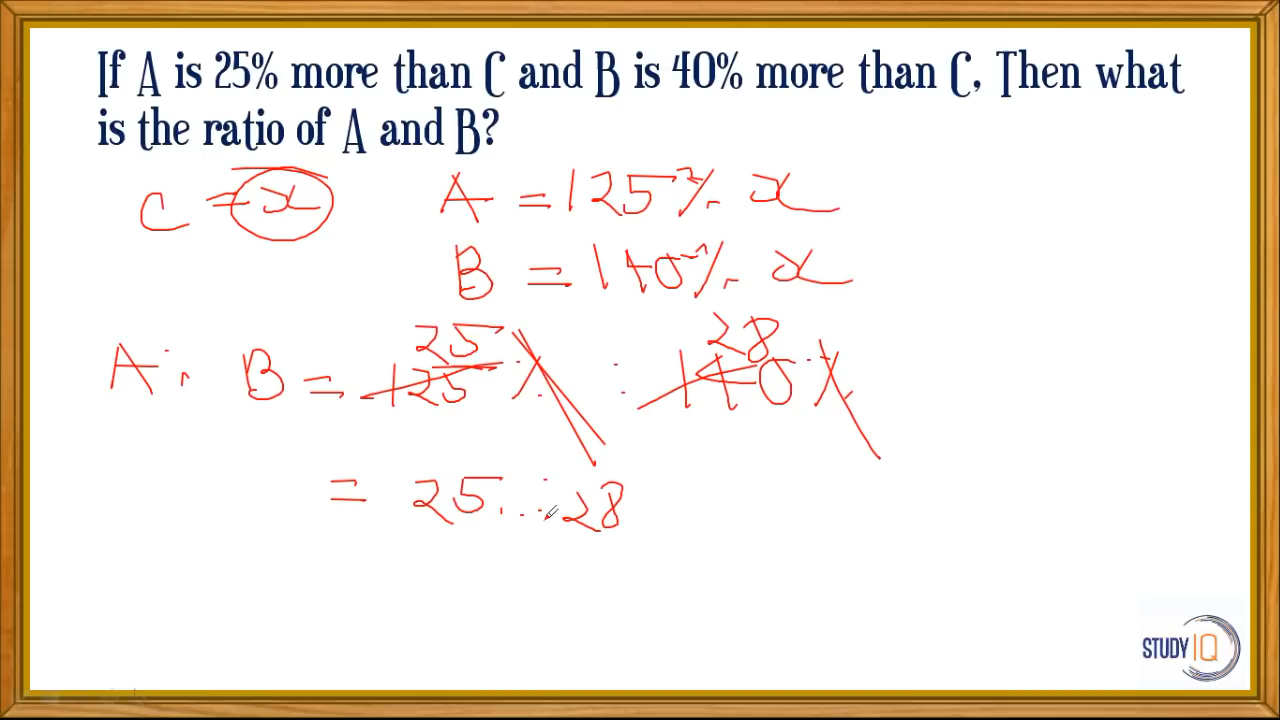 If A is 25% more than C and B is 40% more than C. Then what
is the ratio of A and B?
C = x
A = 125% x
B = 140% x
25 28
A : B = 125% : 140%
= 25 : 28
STUDY IQ